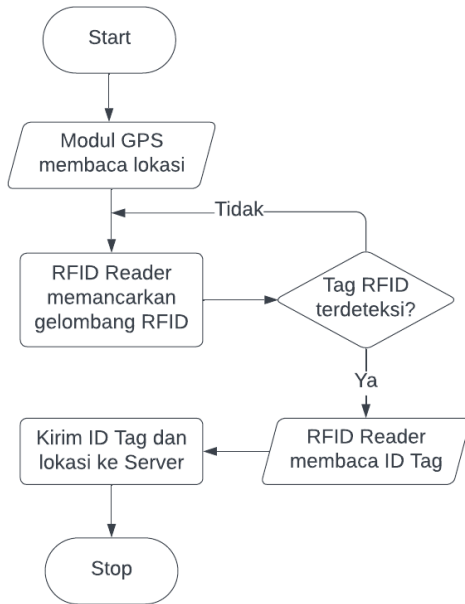 Start
Modul GPS
membaca lokasi
Tidak
RFID Reader
memancarkan
gelombang RFID
Tag RFID
terdeteksi?
Ya
Kirim ID Tag dan
lokasi ke Server
RFID Reader
membaca ID Tag
Stop